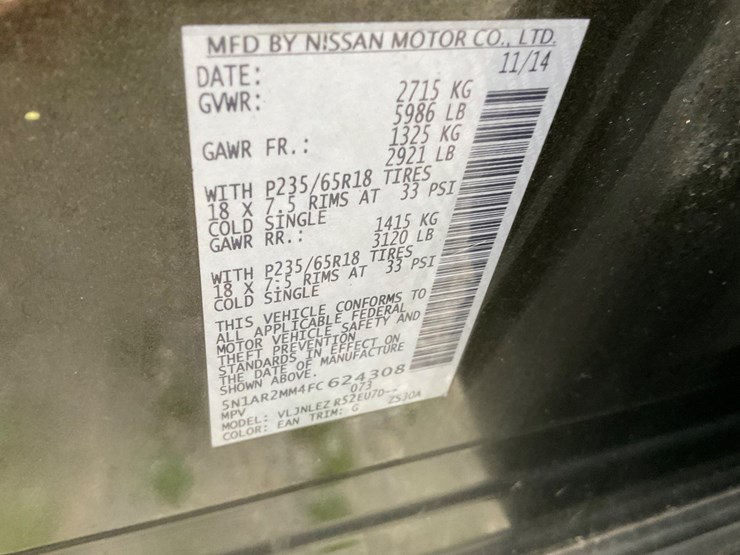 MFD BY NISSAN MOTOR CO., LTD.
DATE: 11/14
GVWR: 2715 KG
5986 LB
GAWR FR.: 1325 KG
2921 LB
WITH P235/65R18 TIRES
18 X 7.5 RIMS AT 33 PSI
COLD SINGLE
GAWR RR.: 1415 KG
3120 LB
WITH P235/65R18 TIRES
18 X 7.5 RIMS AT 33 PSI
COLD SINGLE
THIS VEHICLE CONFORMS TO
ALL APPLICABLE FEDERAL
MOTOR VEHICLE SAFETY AND
THEFT PREVENTION
STANDARDS IN EFFECT ON
THE DATE OF MANUFACTURE
SHOWN ABOVE.
5N1AR2MM4FC624308
MPV 073
MODEL: VLJNLEZ R52EU7D--
COLOR: EAN TRIM: G Z530A